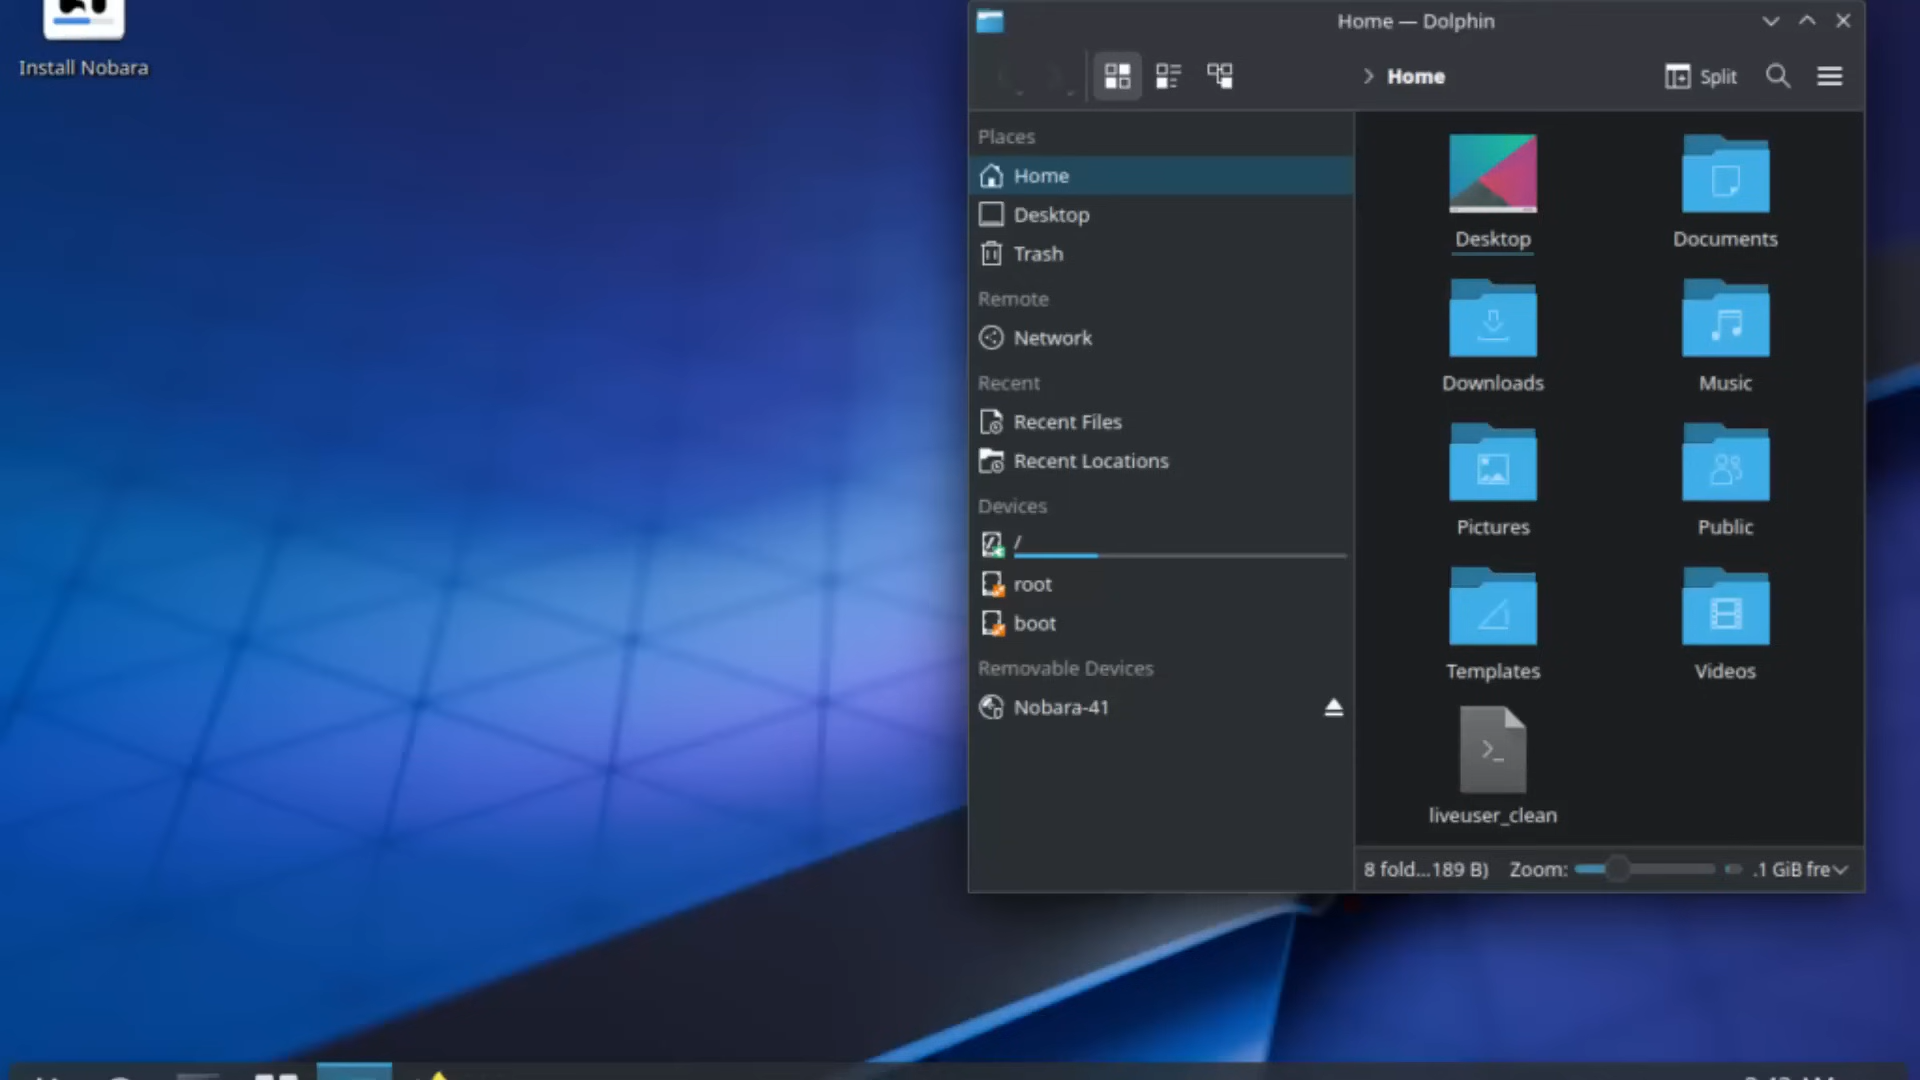 Install Nobara
Home — Dolphin
Home
Split
Places
Home
Desktop
Trash
Remote
Network
Recent
Recent Files
Recent Locations
Devices
/
root
boot
Removable Devices
Nobara-41
Desktop
Documents
Downloads
Music
Pictures
Public
Templates
Videos
liveuser_clean
8 fold...189 B)
Zoom:
.1 GiB fre